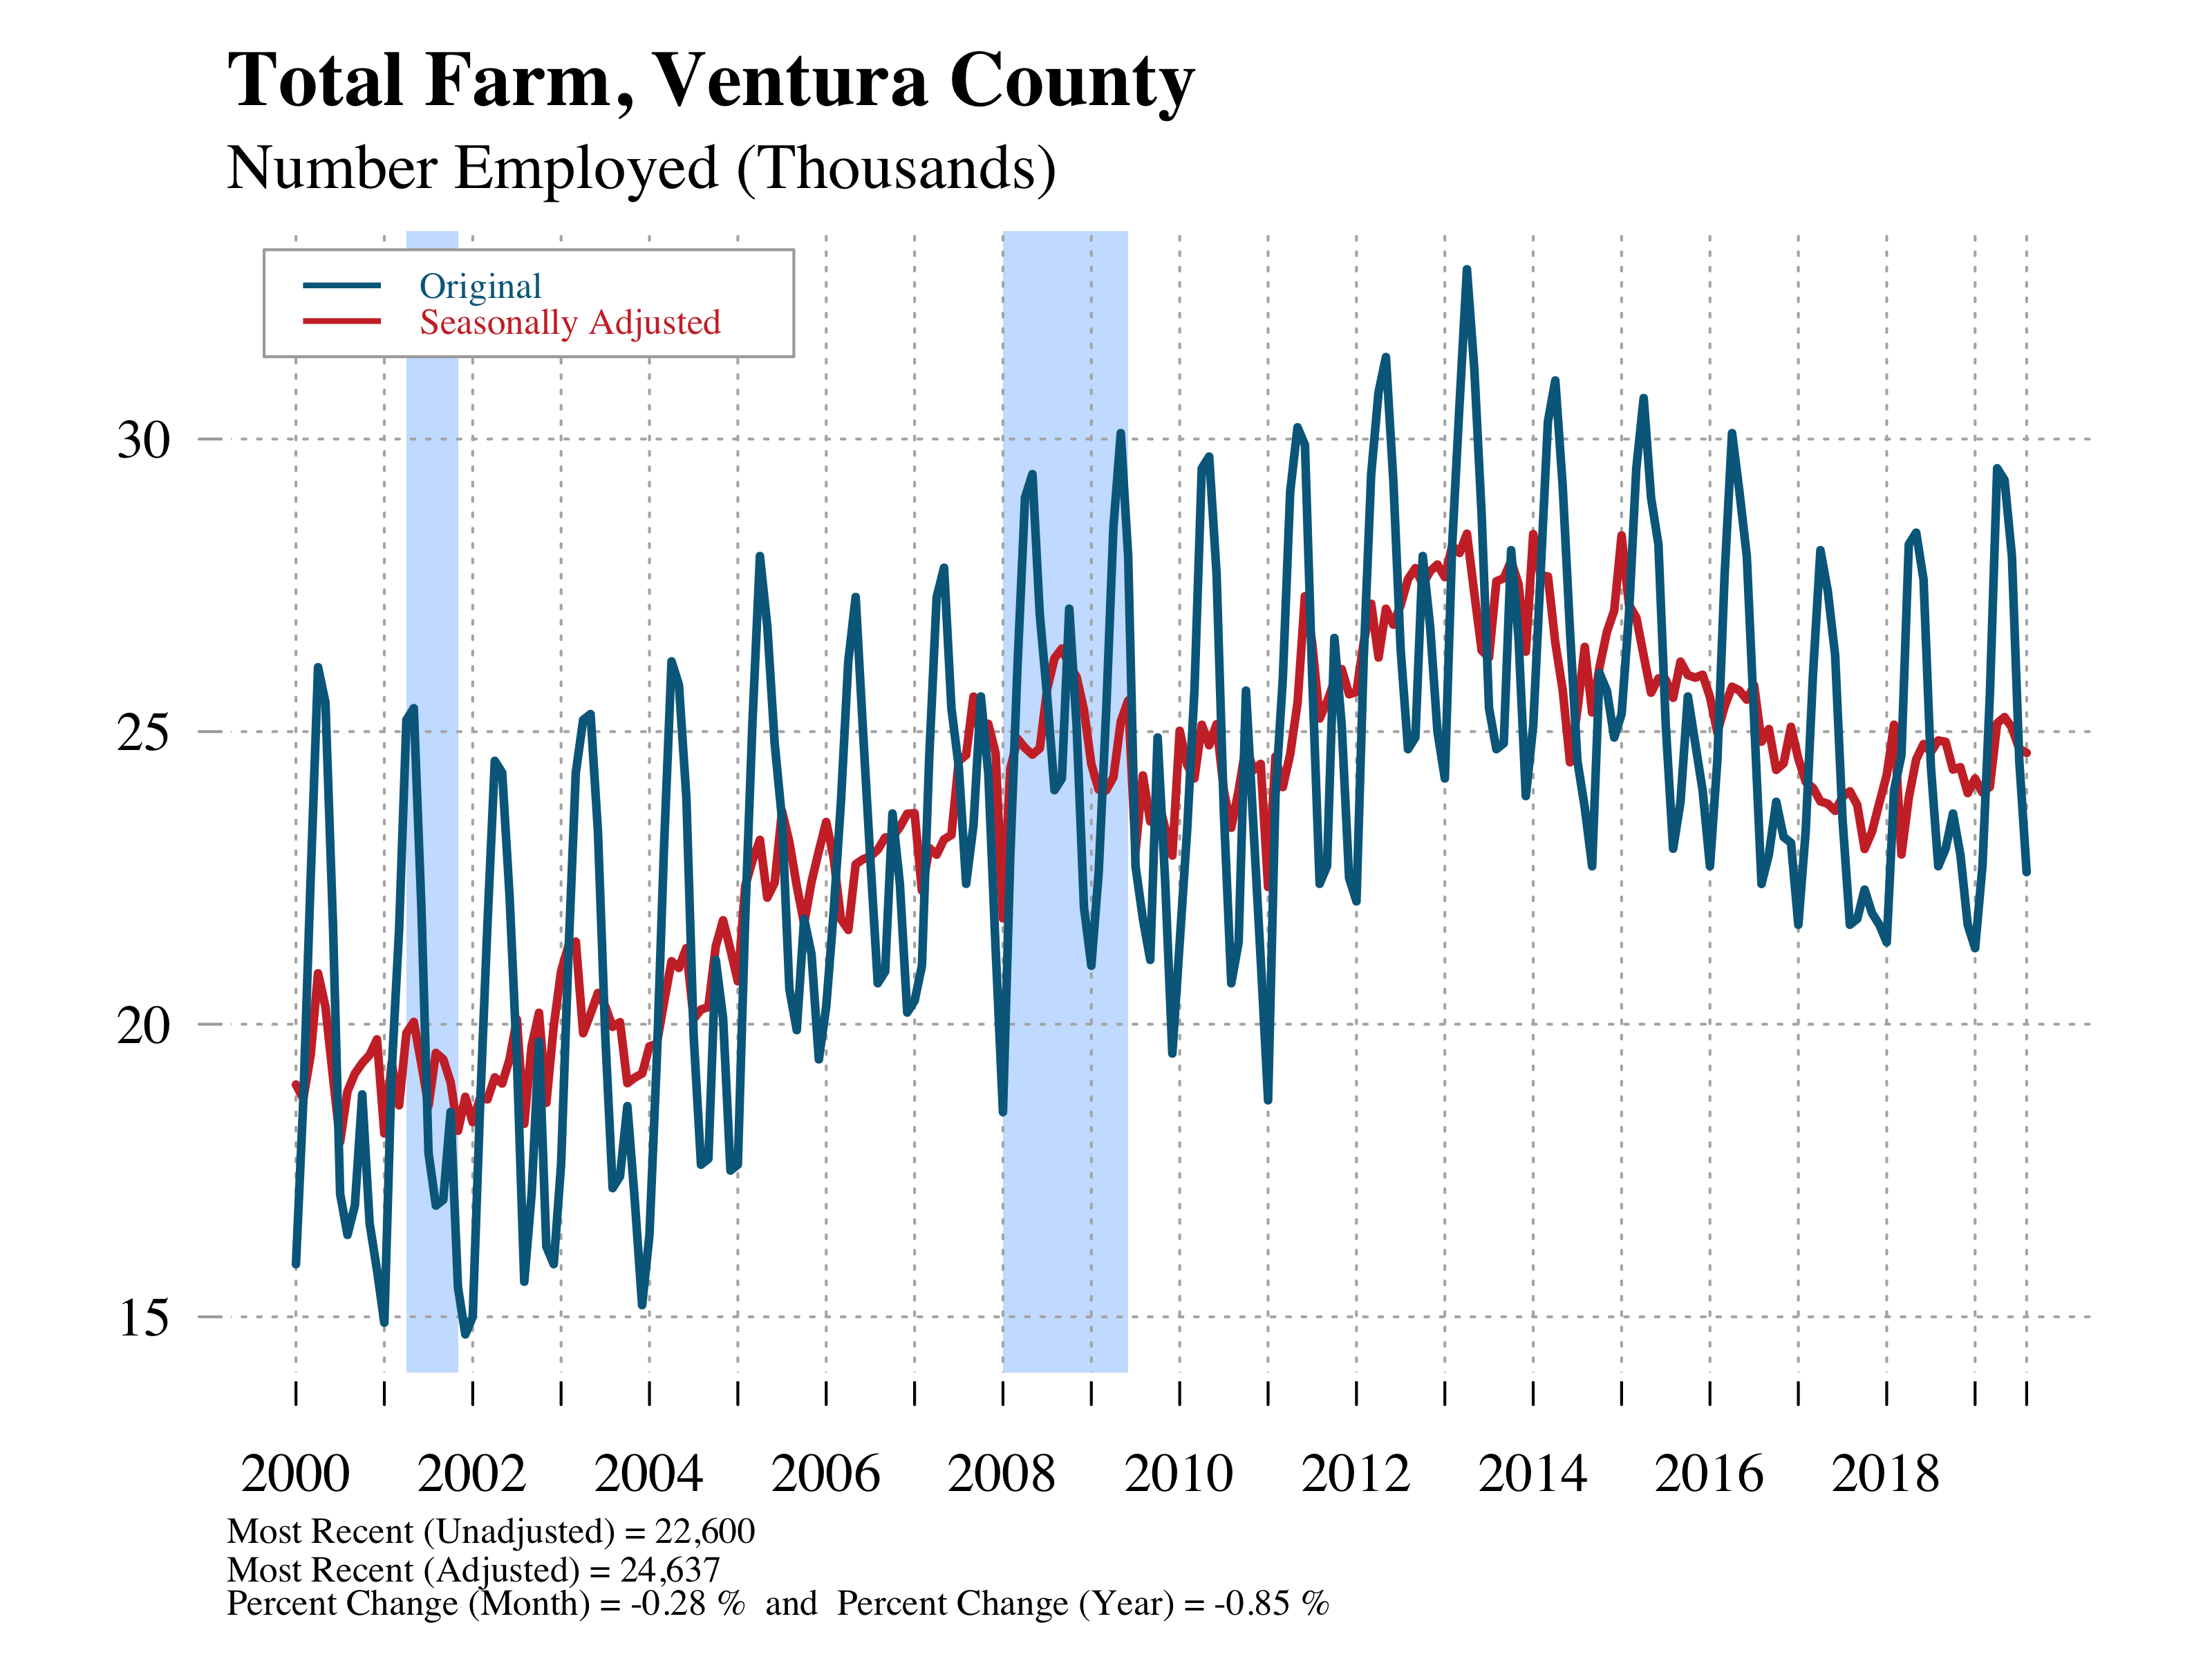 Total Farm, Ventura County
Number Employed (Thousands)
Original
Seasonally Adjusted
30
25
20
15
2000 2002 2004 2006 2008 2010 2012 2014 2016 2018
Most Recent (Unadjusted) = 22,600
Most Recent (Adjusted) = 24,637
Percent Change (Month) = -0.28 % and Percent Change (Year) = -0.85 %